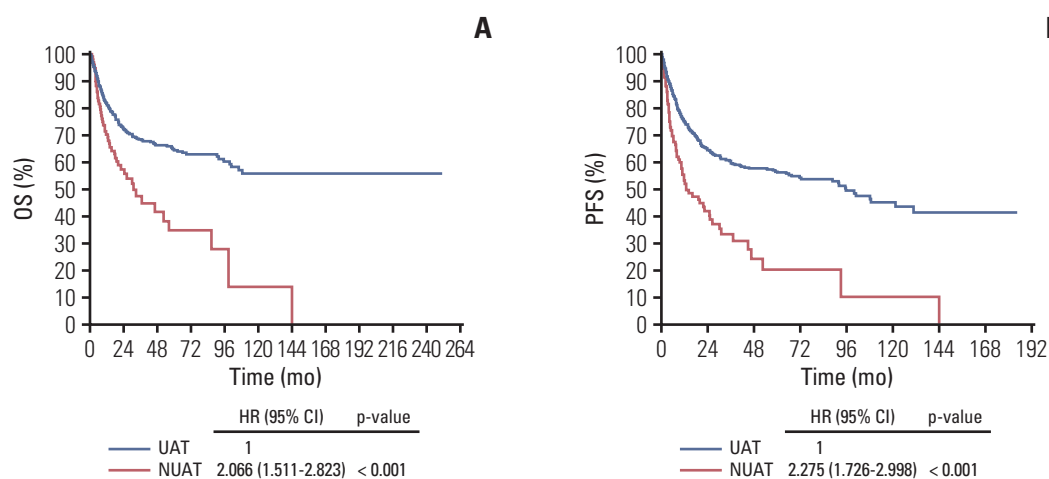 A
OS (%)
100
90
80
70
60
50
40
30
20
10
0
0 24 48 72 96 120 144 168 192 216 240 264
Time (mo)
HR (95% CI) p-value
UAT 1
NUAT 2.066 (1.511-2.823) < 0.001
PFS (%)
100
90
80
70
60
50
40
30
20
10
0
0 24 48 72 96 120 144 168 192
Time (mo)
HR (95% CI) p-value
UAT 1
NUAT 2.275 (1.726-2.998) < 0.001